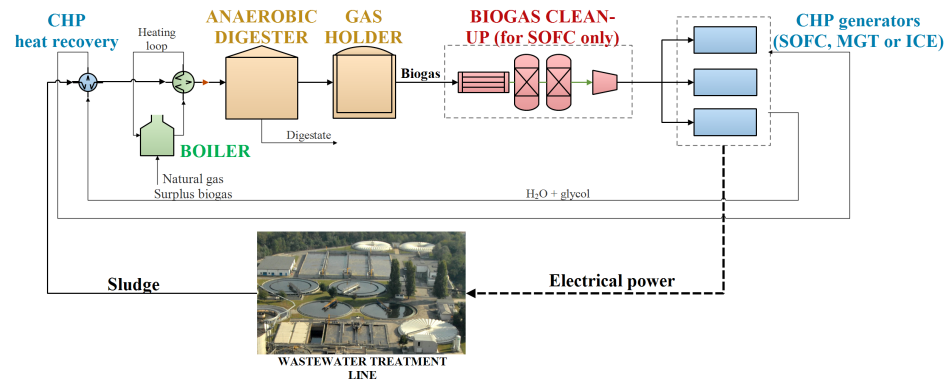 CHP
heat recovery
Heating
loop
ANAEROBIC
DIGESTER
GAS
HOLDER
BIOGAS CLEAN-
UP (for SOFC only)
CHP generators
(SOFC, MGT or ICE)
Biogas
Digestate
BOILER
Natural gas
Surplus biogas
H₂O + glycol
Sludge
Electrical power
WASTEWATER TREATMENT
LINE